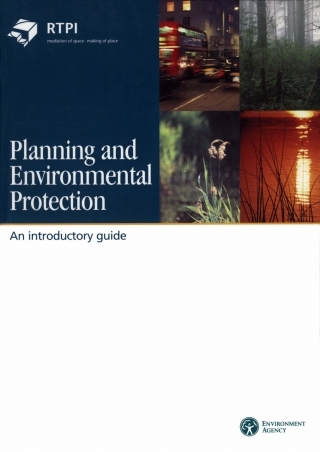 RTPI
mediation of space · making of place
Planning and
Environmental
Protection
An introductory guide
ENVIRONMENT
AGENCY